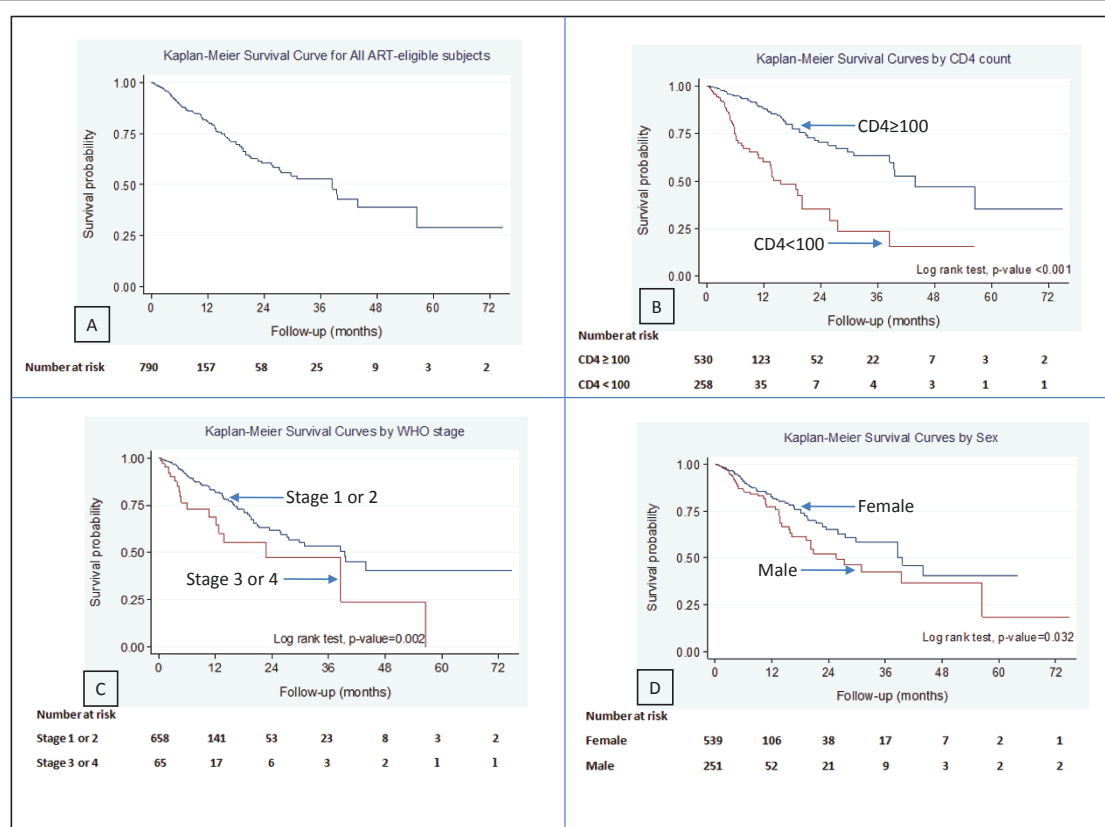 Kaplan-Meier Survival Curve for All ART-eligible subjects
Survival probability
1.00
0.75
0.50
0.25
0.00
0 12 24 36 48 60 72
Follow-up (months)
A
Number at risk 790 157 58 25 9 3 2
Kaplan-Meier Survival Curves by CD4 count
Survival probability
1.00
0.75
0.50
0.25
0.00
CD4≥100
CD4<100
Log rank test, p-value <0.001
0 12 24 36 48 60 72
Follow-up (months)
B
Number at risk
CD4 ≥ 100 530 123 52 22 7 3 2
CD4 < 100 258 35 7 4 3 1 1
Kaplan-Meier Survival Curves by WHO stage
Survival probability
1.00
0.75
0.50
0.25
0.00
Stage 1 or 2
Stage 3 or 4
Log rank test, p-value=0.002
0 12 24 36 48 60 72
Follow-up (months)
C
Number at risk
Stage 1 or 2 658 141 53 23 8 3 2
Stage 3 or 4 65 17 6 3 2 1 1
Kaplan-Meier Survival Curves by Sex
Survival probability
1.00
0.75
0.50
0.25
0.00
Female
Male
Log rank test, p-value=0.032
0 12 24 36 48 60 72
Follow-up (months)
D
Number at risk
Female 539 106 38 17 7 2 1
Male 251 52 21 9 3 2 2